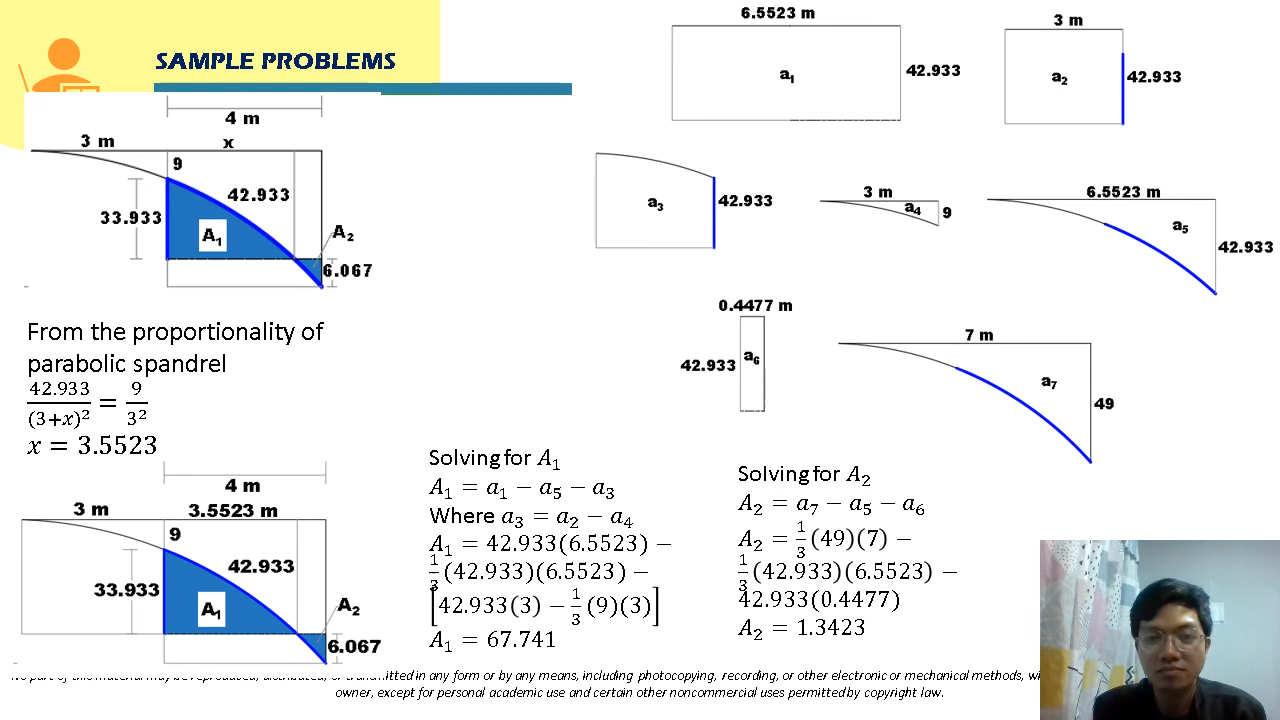 SAMPLE PROBLEMS
4 m
3 m
x
9
42.933
33.933
A₁
A₂
6.067
From the proportionality of
parabolic spandrel
42.933/(3+x)² = 9/3²
x = 3.5523
4 m
3 m
3.5523 m
9
42.933
33.933
A₁
A₂
6.067
6.5523 m
a₁
42.933
3 m
a₂
42.933
a₃
42.933
3 m
a₄
9
6.5523 m
a₅
42.933
0.4477 m
42.933
a₆
7 m
a₇
49
Solving for A₁
A₁ = a₁ − a₅ − a₃
Where a₃ = a₂ − a₄
A₁ = 42.933(6.5523) −
1/3 (42.933)(6.5523) −
[42.933(3) − 1/3 (9)(3)]
A₁ = 67.741
Solving for A₂
A₂ = a₇ − a₅ − a₆
A₂ = 1/3 (49)(7) −
1/3 (42.933)(6.5523) −
42.933(0.4477)
A₂ = 1.3423
No part of this material may be reproduced, distributed, or transmitted in any form or by any means, including photocopying, recording, or other electronic or mechanical methods,
owner, except for personal academic use and certain other noncommercial uses permitted by copyright law.